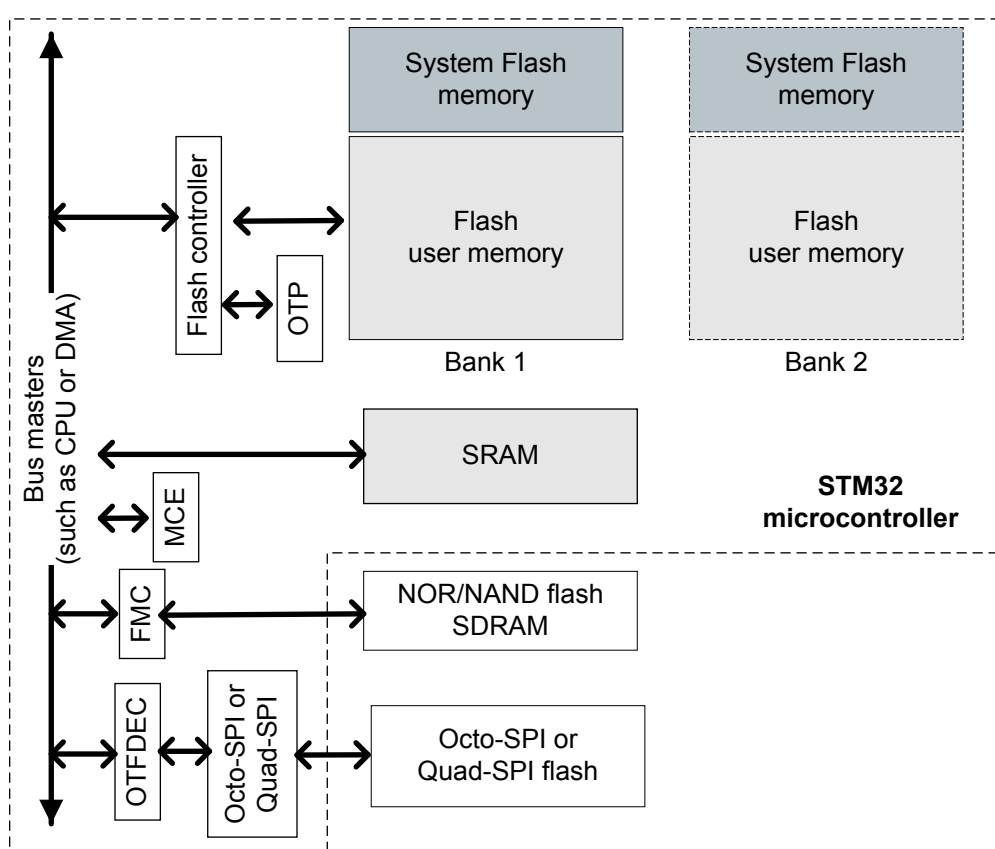 System Flash
memory
System Flash
memory
Flash controller
Flash
user memory
Flash
user memory
OTP
Bank 1
Bank 2
Bus masters
(such as CPU or DMA)
SRAM
MCE
STM32
microcontroller
FMC
NOR/NAND flash
SDRAM
OTFDEC
Octo-SPI or
Quad-SPI
Octo-SPI or
Quad-SPI flash